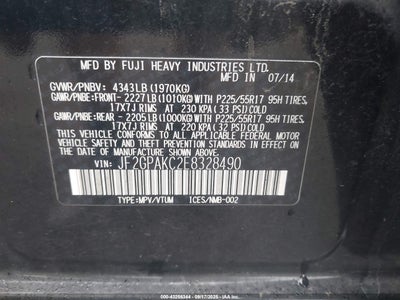 MFD BY FUJI HEAVY INDUSTRIES LTD.
MFD IN 07/14
GVWR/PNBV: 4343LB (1970KG)
GAWR/PNBE:FRONT- 2227LB(1010KG)WITH P225/55R17 95H TIRES,
17X7J RIMS AT 230 KPA (33 PSI)COLD
GAWR/PNBE:REAR - 2205LB(1000KG)WITH P225/55R17 95H TIRES,
17X7J RIMS AT 220 KPA (32 PSI)COLD
THIS VEHICLE CONFORMS TO ALL APPLICABLE FEDERAL MOTOR
VEHICLE SAFETY STANDARDS IN EFFECT ON THE DATE OF
MANUFACTURE SHOWN ABOVE.
VIN: JF2GPAKC2E8328490
TYPE:MPV/VTUM ICES/NMB-002